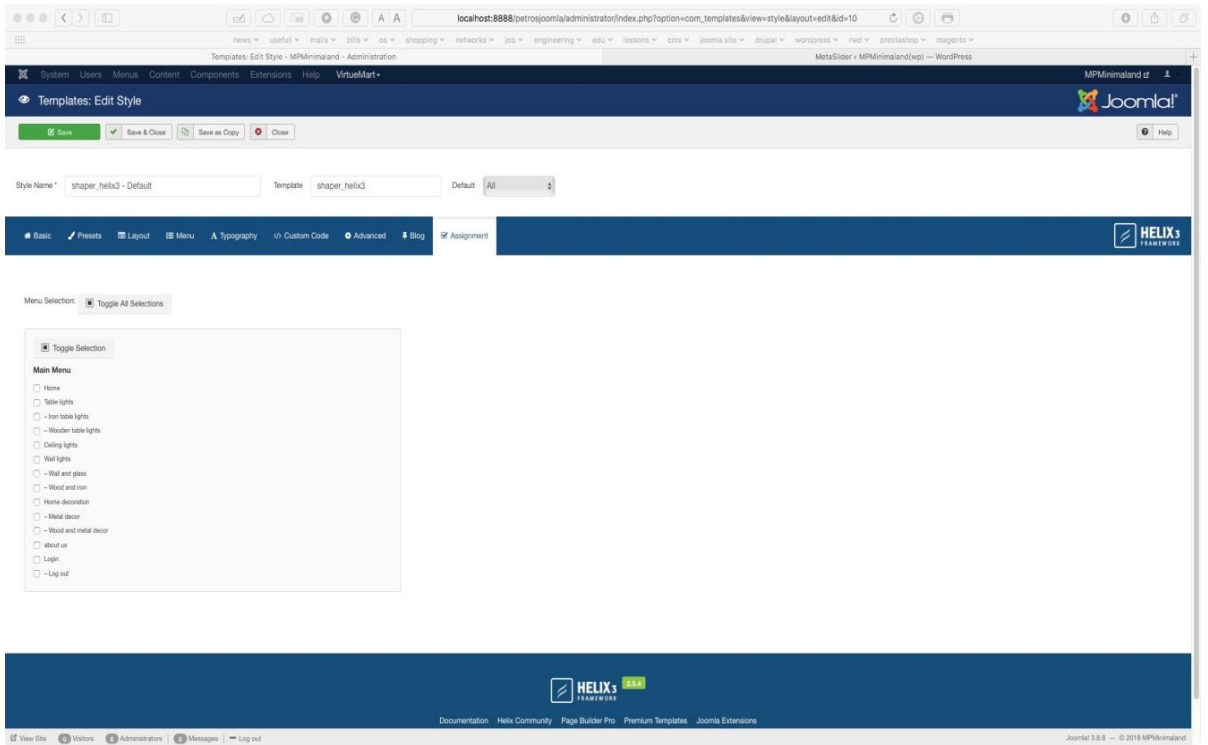 A A localhost:8888/petrosjoomla/administrator/index.php?option=com_templates&view=style&layout=edit&id=10
news usefull mails bills os shopping networks job engineering edu lessons cms joomla site drupal wordpress rwd prestashop magento
Templates: Edit Style - MPMinimaland - Administration MetaSlider ‹ MPMinimaland(wp) — WordPress
System Users Menus Content Components Extensions Help VirtueMart MPMinimaland
Templates: Edit Style Joomla!
Save Save & Close Save as Copy Close Help
Style Name * shaper_helix3 - Default Template shaper_helix3 Default All
Basic Presets Layout Menu Typography Custom Code Advanced Blog Assignment HELIX3
FRAMEWORK
Menu Selection: Toggle All Selections
Toggle Selection
Main Menu
Home
Table lights
– Iron table lights
– Wooden table lights
Ceiling lights
Wall lights
– Wall and glass
– Wood and iron
Home decoration
– Metal decor
– Wood and metal decor
about us
Login
– Log out
HELIX3 2.5.4
FRAMEWORK
Documentation Helix Community Page Builder Pro Premium Templates Joomla Extensions
View Site 0 Visitors Administrators 0 Messages Log out Joomla! 3.8.8 — © 2018 MPMinimaland